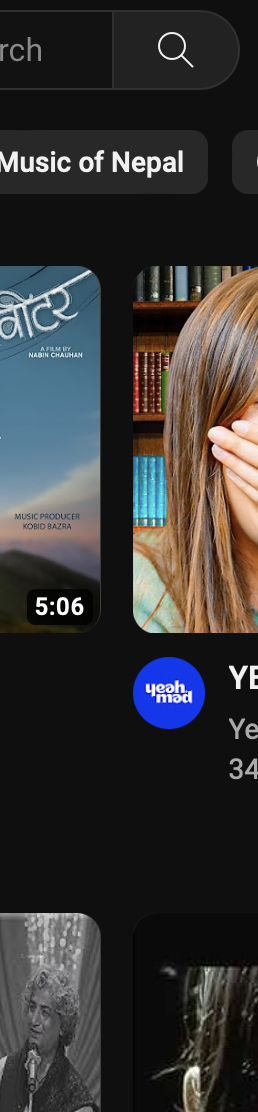 rch
Music of Nepal
वोटर
A FILM BY
NABIN CHAUHAN
MUSIC PRODUCER
KOBID BAZRA
5:06
yeah
mad
YE
Ye
34